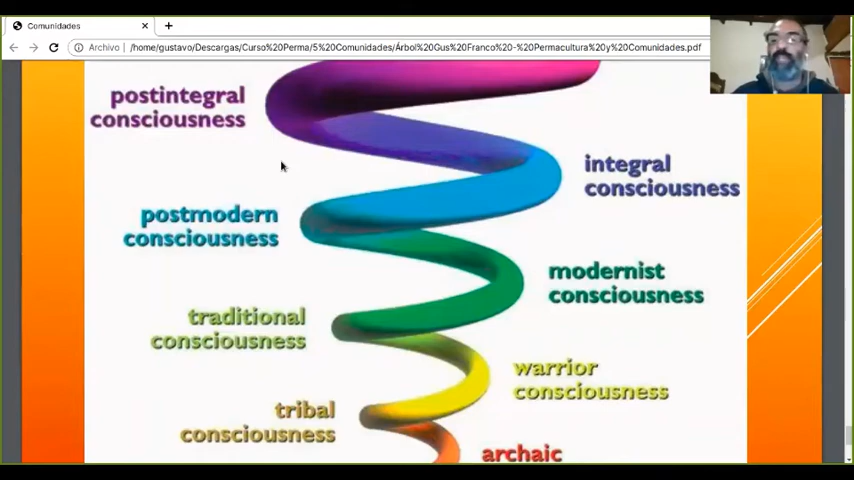 Comunidades
Archivo
/home/gustavo/Descargas/Curso%20Perma/5%20Comunidades/Árbol%20Gus%20Franco%20-%20Permacultura%20y%20Comunidades.pdf
postintegral
consciousness
integral
consciousness
postmodern
consciousness
modernist
consciousness
traditional
consciousness
warrior
consciousness
tribal
consciousness
archaic